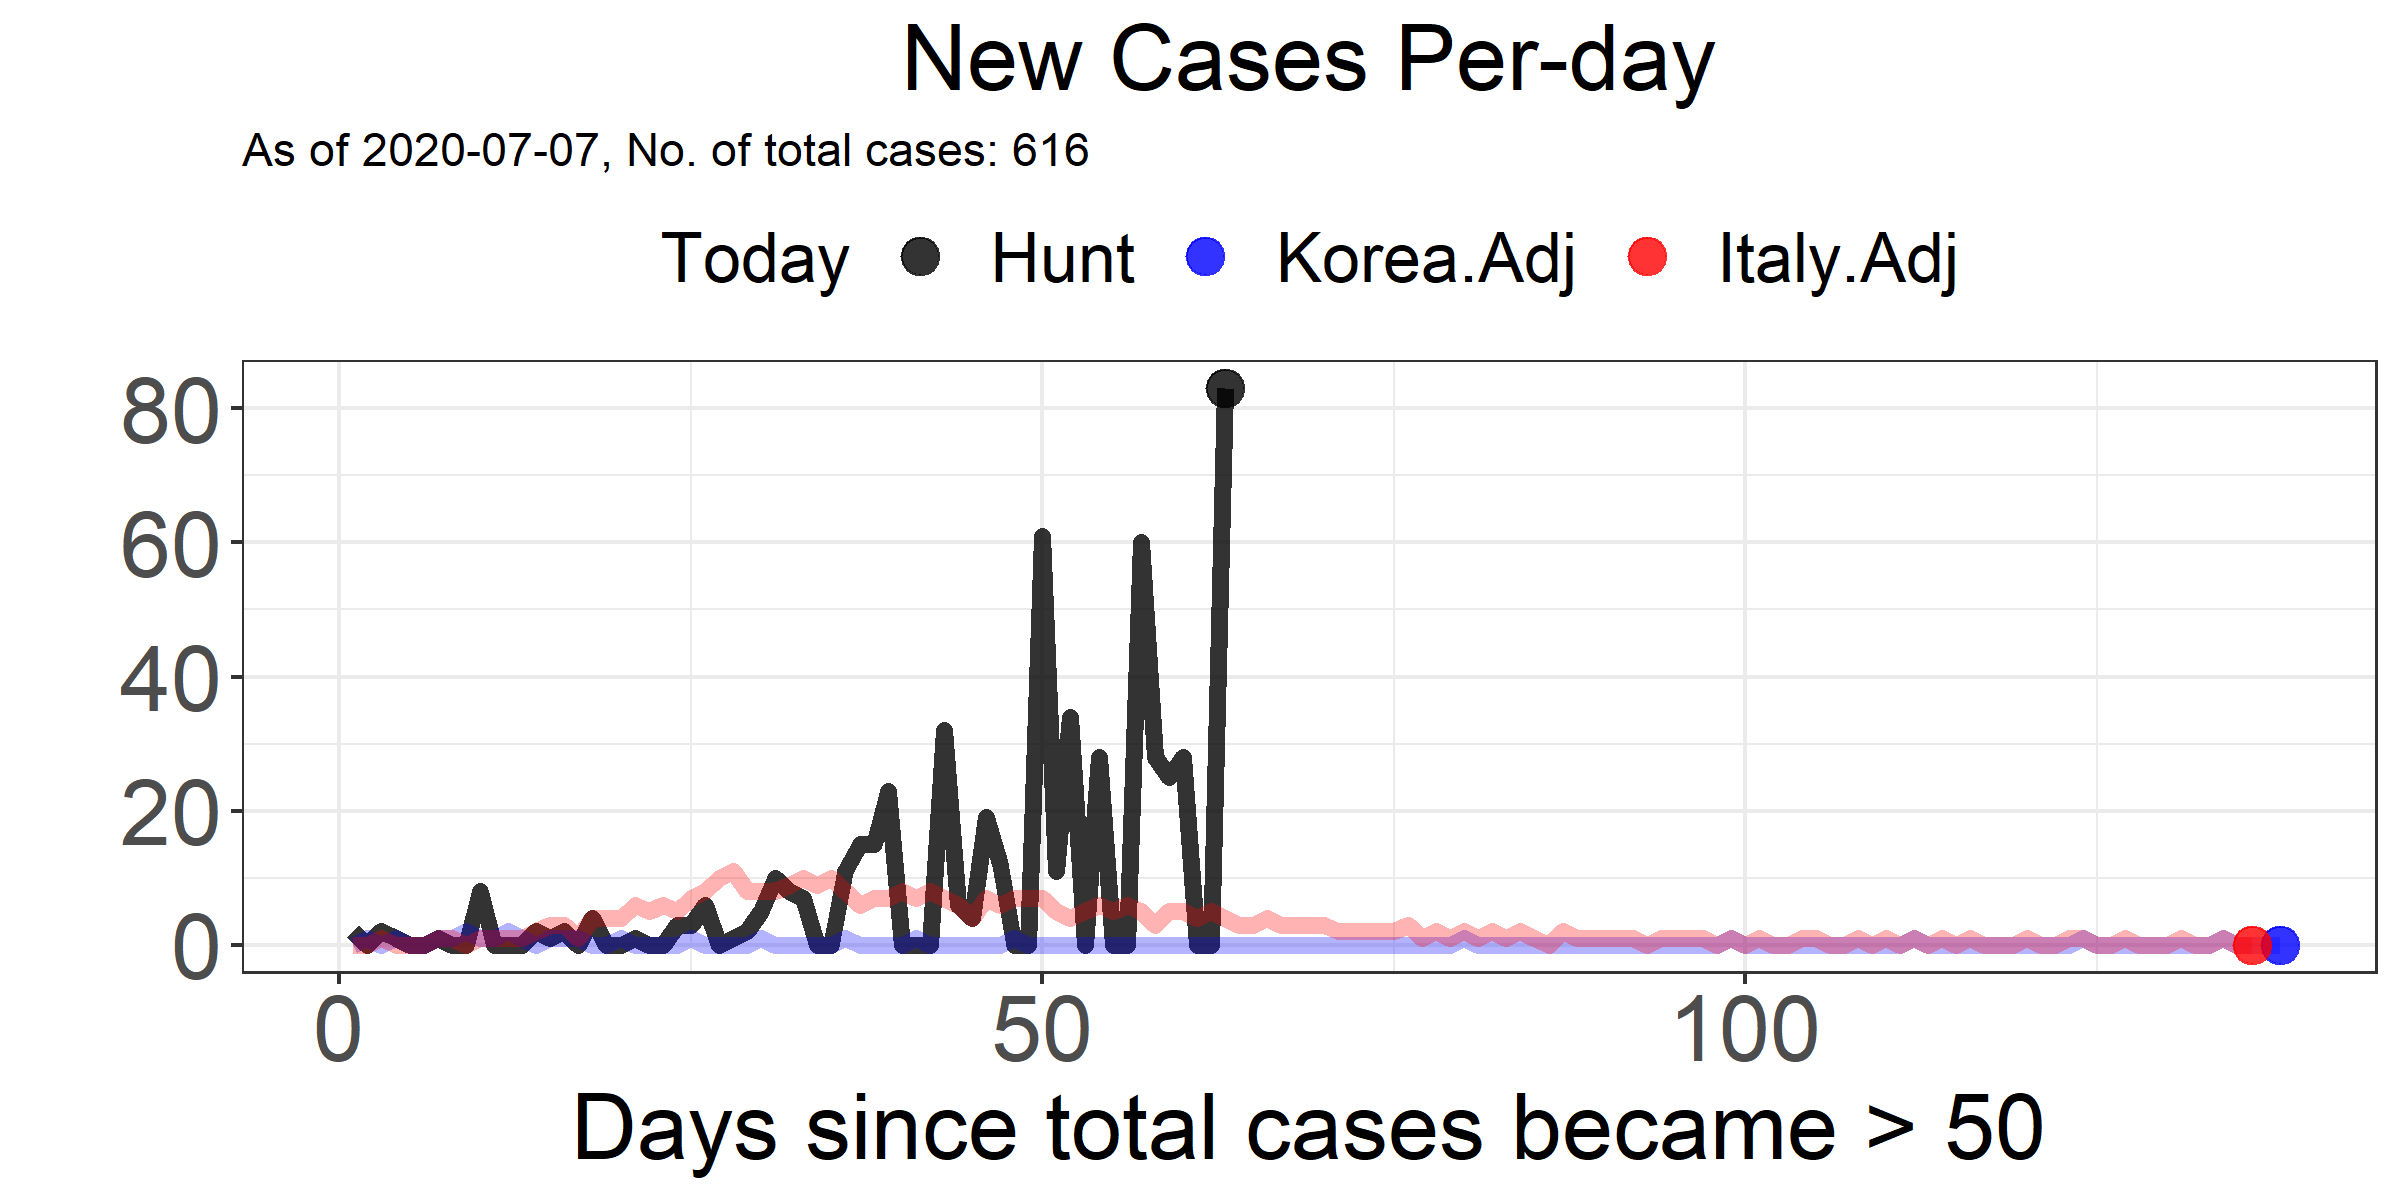 New Cases Per-day
As of 2020-07-07, No. of total cases: 616
Today Hunt Korea.Adj Italy.Adj
80
60
40
20
0
0 50 100
Days since total cases became > 50